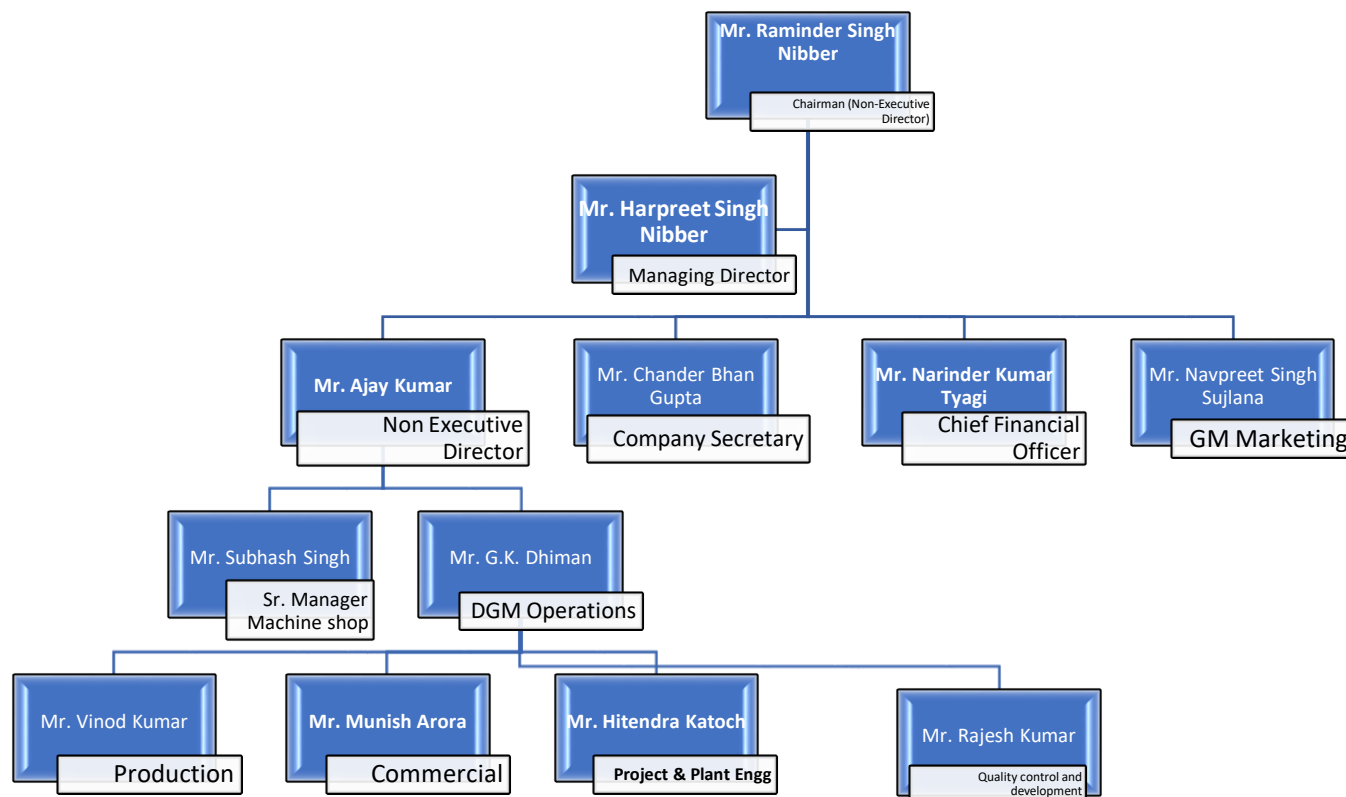 Mr. Raminder Singh
Nibber
Chairman (Non-Executive
Director)
Mr. Harpreet Singh
Nibber
Managing Director
Mr. Ajay Kumar
Non Executive
Director
Mr. Chander Bhan
Gupta
Company Secretary
Mr. Narinder Kumar
Tyagi
Chief Financial
Officer
Mr. Navpreet Singh
Sujlana
GM Marketing
Mr. Subhash Singh
Sr. Manager
Machine shop
Mr. G.K. Dhiman
DGM Operations
Mr. Vinod Kumar
Production
Mr. Munish Arora
Commercial
Mr. Hitendra Katoch
Project & Plant Engg
Mr. Rajesh Kumar
Quality control and
development